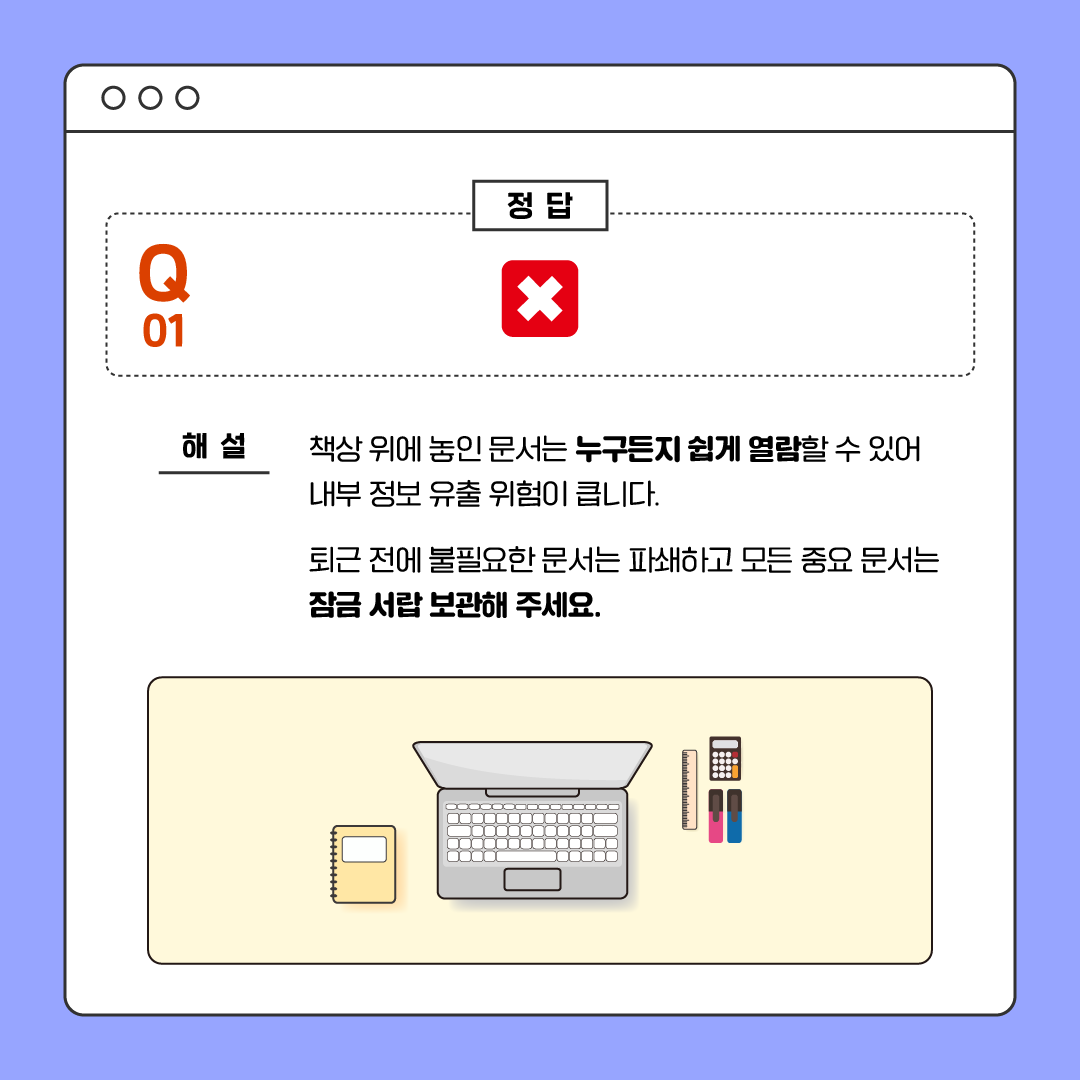 정 답
Q
01
해 설
책상 위에 놓인 문서는 누구든지 쉽게 열람할 수 있어
내부 정보 유출 위험이 큽니다.
퇴근 전에 불필요한 문서는 파쇄하고 모든 중요 문서는
잠금 서랍 보관해 주세요.